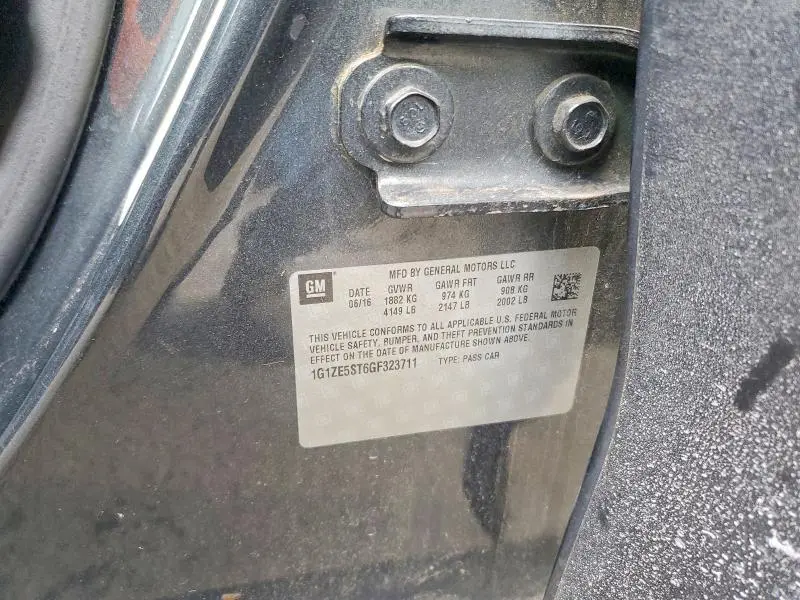 MFD BY GENERAL MOTORS LLC
GM
DATE GVWR GAWR FRT GAWR RR
06/16 1882 KG 974 KG 908 KG
4149 LB 2147 LB 2002 LB
THIS VEHICLE CONFORMS TO ALL APPLICABLE U.S. FEDERAL MOTOR
VEHICLE SAFETY, BUMPER, AND THEFT PREVENTION STANDARDS IN
EFFECT ON THE DATE OF MANUFACTURE SHOWN ABOVE.
1G1ZE5ST6GF323711 TYPE: PASS CAR